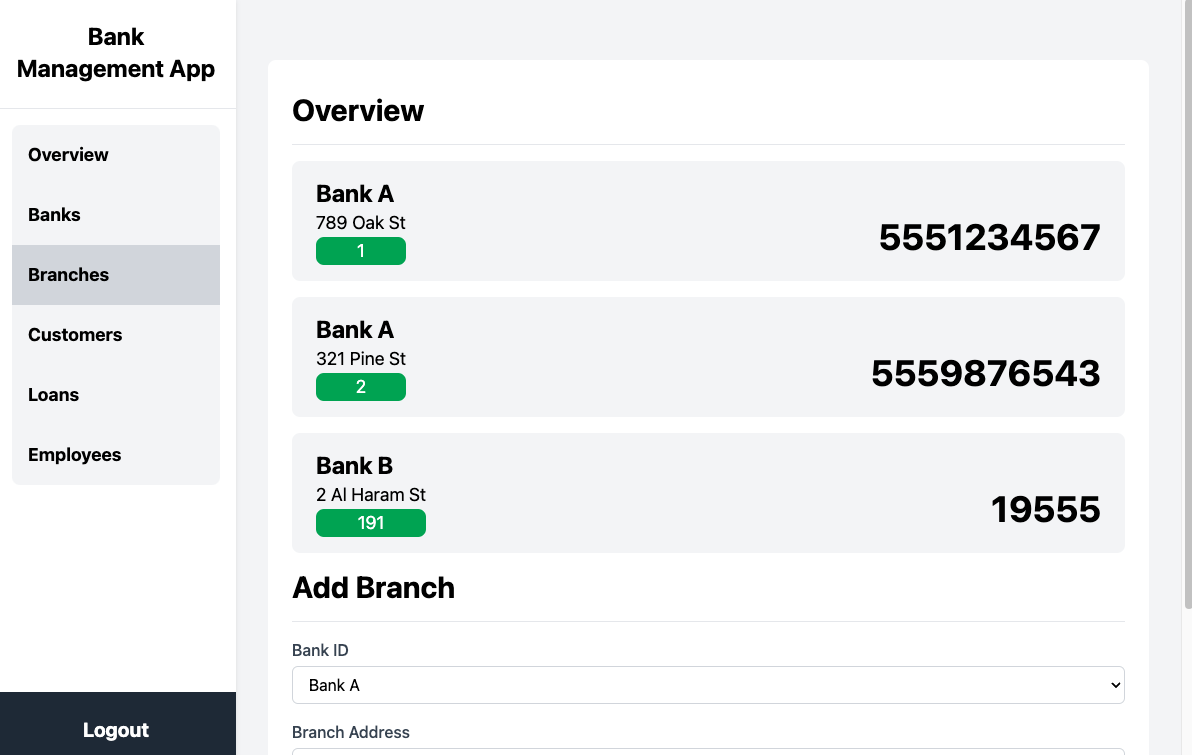 Bank
Management App
Overview
Banks
Branches
Customers
Loans
Employees
Logout
Overview
Bank A
789 Oak St
1
5551234567
Bank A
321 Pine St
2
5559876543
Bank B
2 Al Haram St
191
19555
Add Branch
Bank ID
Bank A
Branch Address